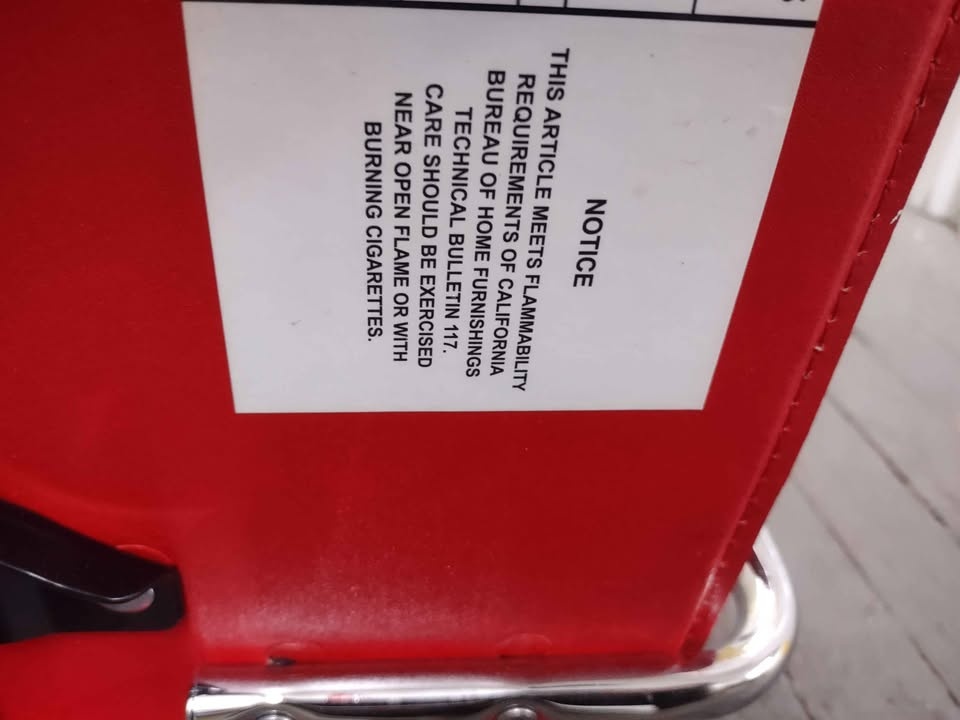 NOTICE
THIS ARTICLE MEETS FLAMMABILITY
REQUIREMENTS OF CALIFORNIA
BUREAU OF HOME FURNISHINGS
TECHNICAL BULLETIN 117.
CARE SHOULD BE EXERCISED
NEAR OPEN FLAME OR WITH
BURNING CIGARETTES.